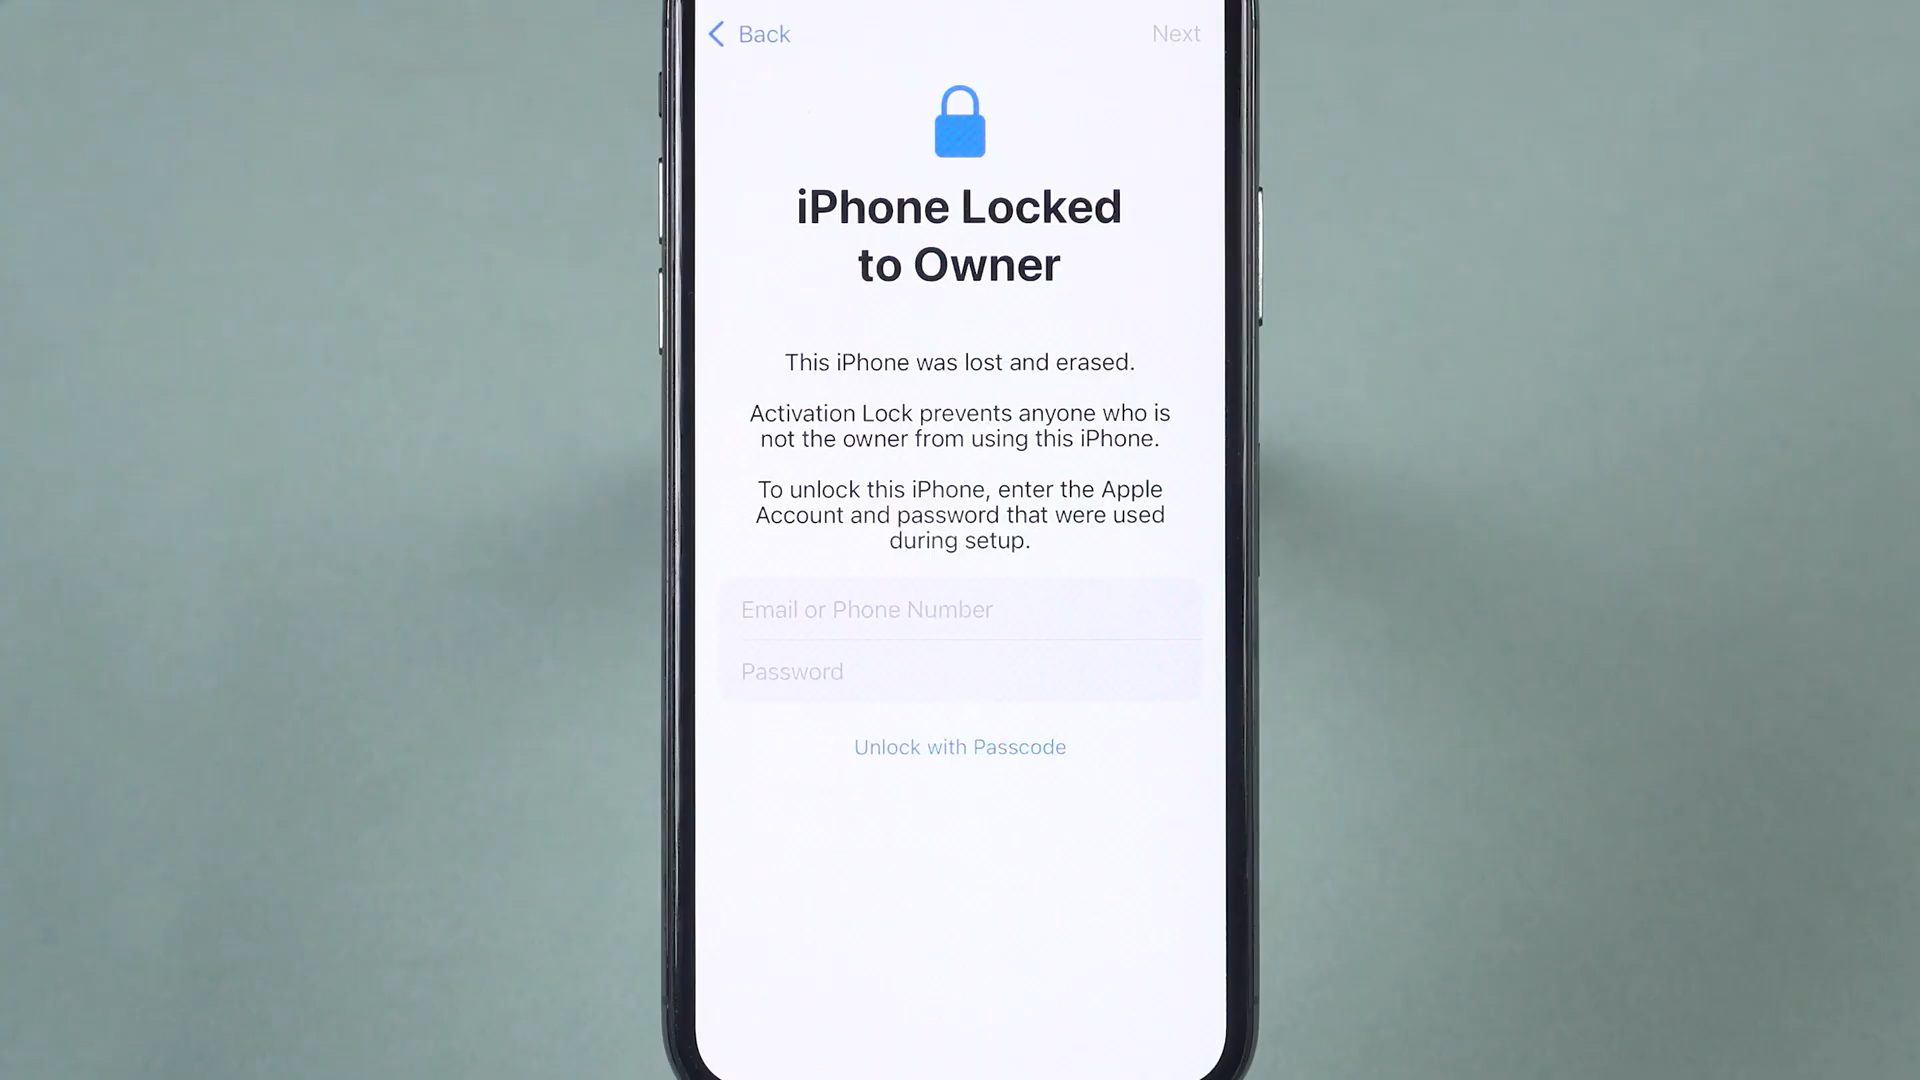 Back
Next
iPhone Locked
to Owner
This iPhone was lost and erased.
Activation Lock prevents anyone who is
not the owner from using this iPhone.
To unlock this iPhone, enter the Apple
Account and password that were used
during setup.
Email or Phone Number
Password
Unlock with Passcode